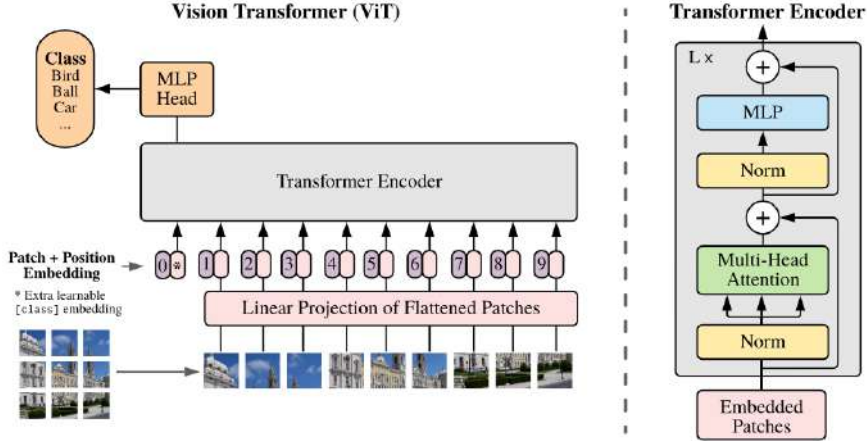 Vision Transformer (ViT)
Class
Bird
Ball
Car
...
MLP
Head
Transformer Encoder
Patch + Position
Embedding
0 * 1 2 3 4 5 6 7 8 9
* Extra learnable
[class] embedding
Linear Projection of Flattened Patches
Transformer Encoder
L x
+
MLP
Norm
+
Multi-Head
Attention
Norm
Embedded
Patches